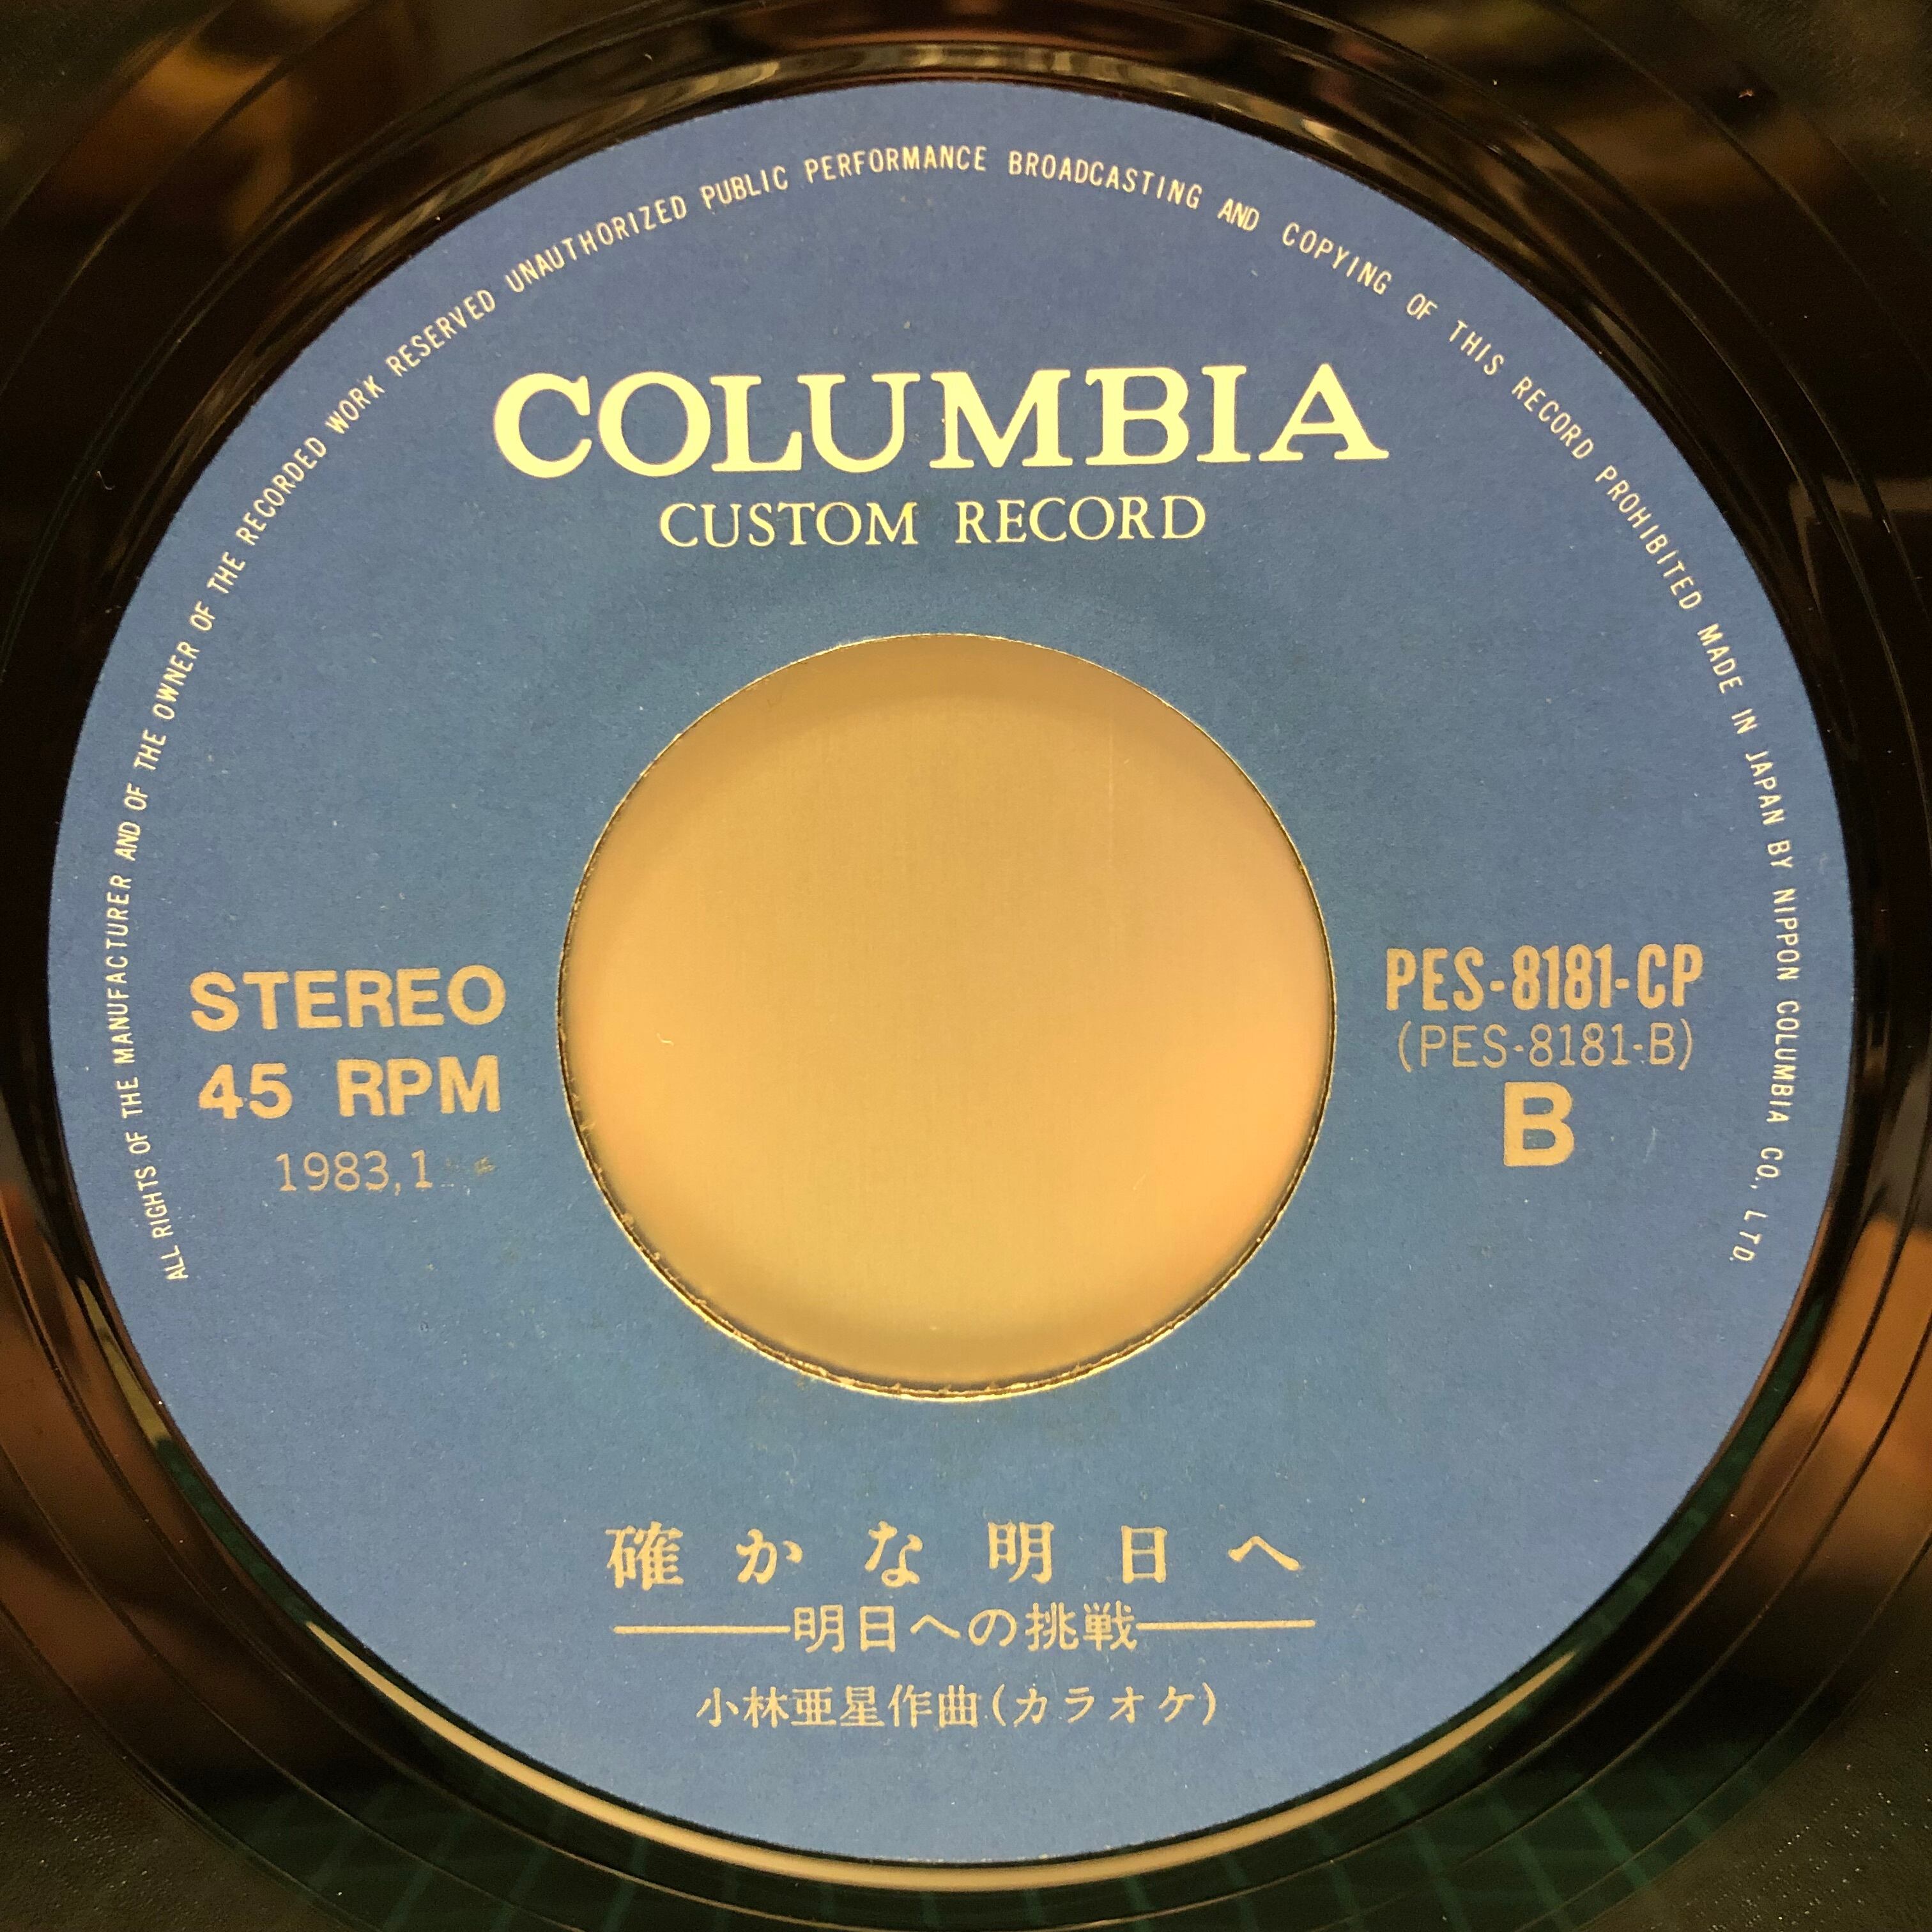 ALL RIGHTS OF THE MANUFACTURER AND OF THE OWNER OF THE RECORDED WORK RESERVED UNAUTHORIZED PUBLIC PERFORMANCE BROADCASTING AND COPYING OF THIS RECORD PROHIBITED MADE IN JAPAN BY NIPPON COLUMBIA CO., LTD.
COLUMBIA
CUSTOM RECORD
STEREO
45 RPM
1983,1
PES-8181-CP
(PES-8181-B)
B
確かな明日へ
——明日への挑戦——
小林亜星作曲(カラオケ)